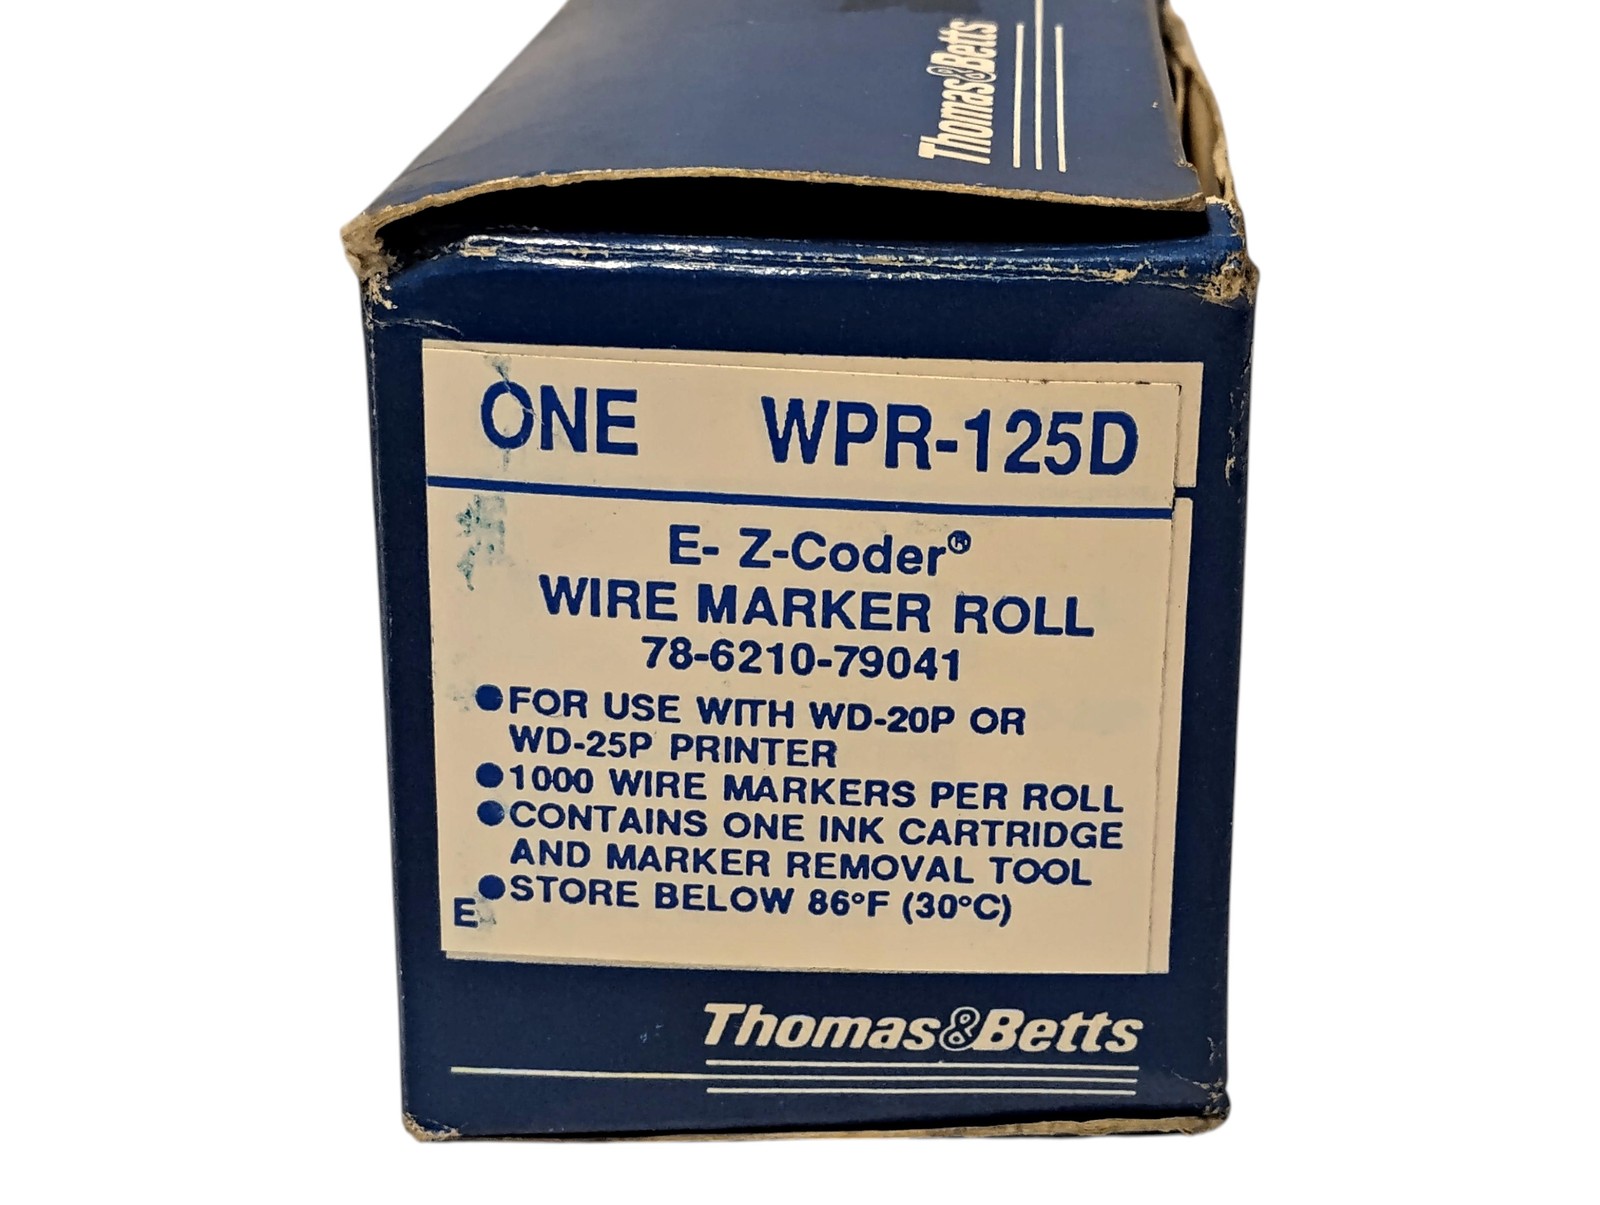 Thomas&Betts
ONE WPR-125D
E- Z-Coder®
WIRE MARKER ROLL
78-6210-79041
●FOR USE WITH WD-20P OR
WD-25P PRINTER
●1000 WIRE MARKERS PER ROLL
●CONTAINS ONE INK CARTRIDGE
AND MARKER REMOVAL TOOL
●STORE BELOW 86°F (30°C)
E
Thomas&Betts